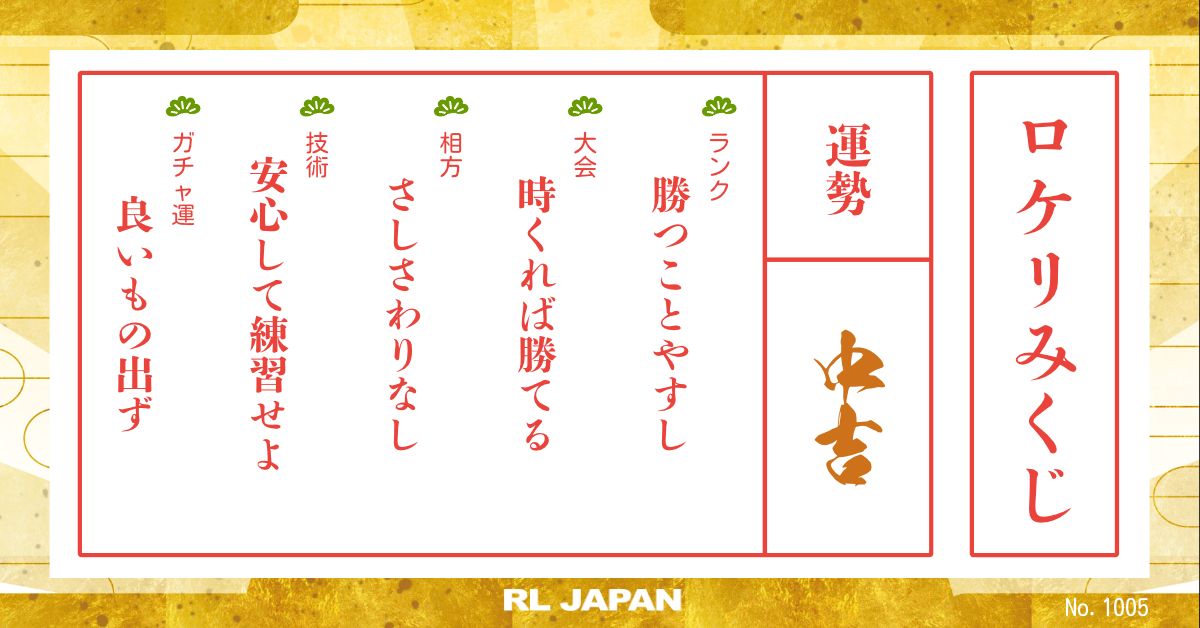 ロケリみくじ
運勢
中吉
ランク
勝つことやすし
大会
時くれば勝てる
相方
さしさわりなし
技術
安心して練習せよ
ガチャ運
良いもの出ず
RL JAPAN
No. 1005